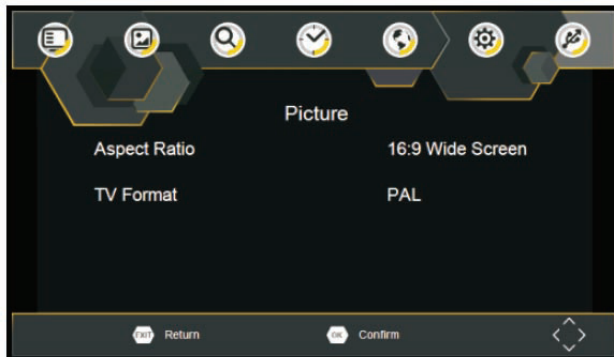 Picture
Aspect Ratio 16:9 Wide Screen
TV Format PAL
EXIT Return OK Confirm